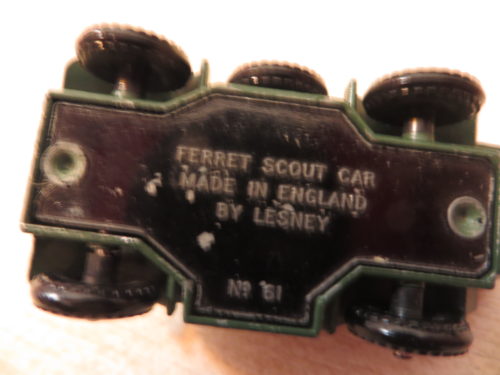 FERRET SCOUT CAR
MADE IN ENGLAND
BY LESNEY
Nº 61